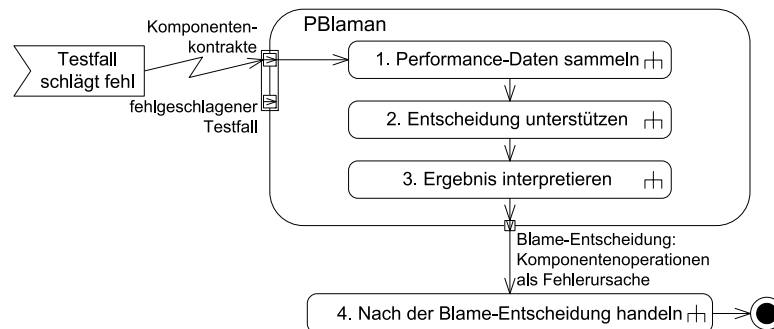 Testfall
schlägt fehl
Komponenten-
kontrakte
fehlgeschlagener
Testfall
PBlaman
1. Performance-Daten sammeln
2. Entscheidung unterstützen
3. Ergebnis interpretieren
Blame-Entscheidung:
Komponentenoperationen
als Fehlerursache
4. Nach der Blame-Entscheidung handeln